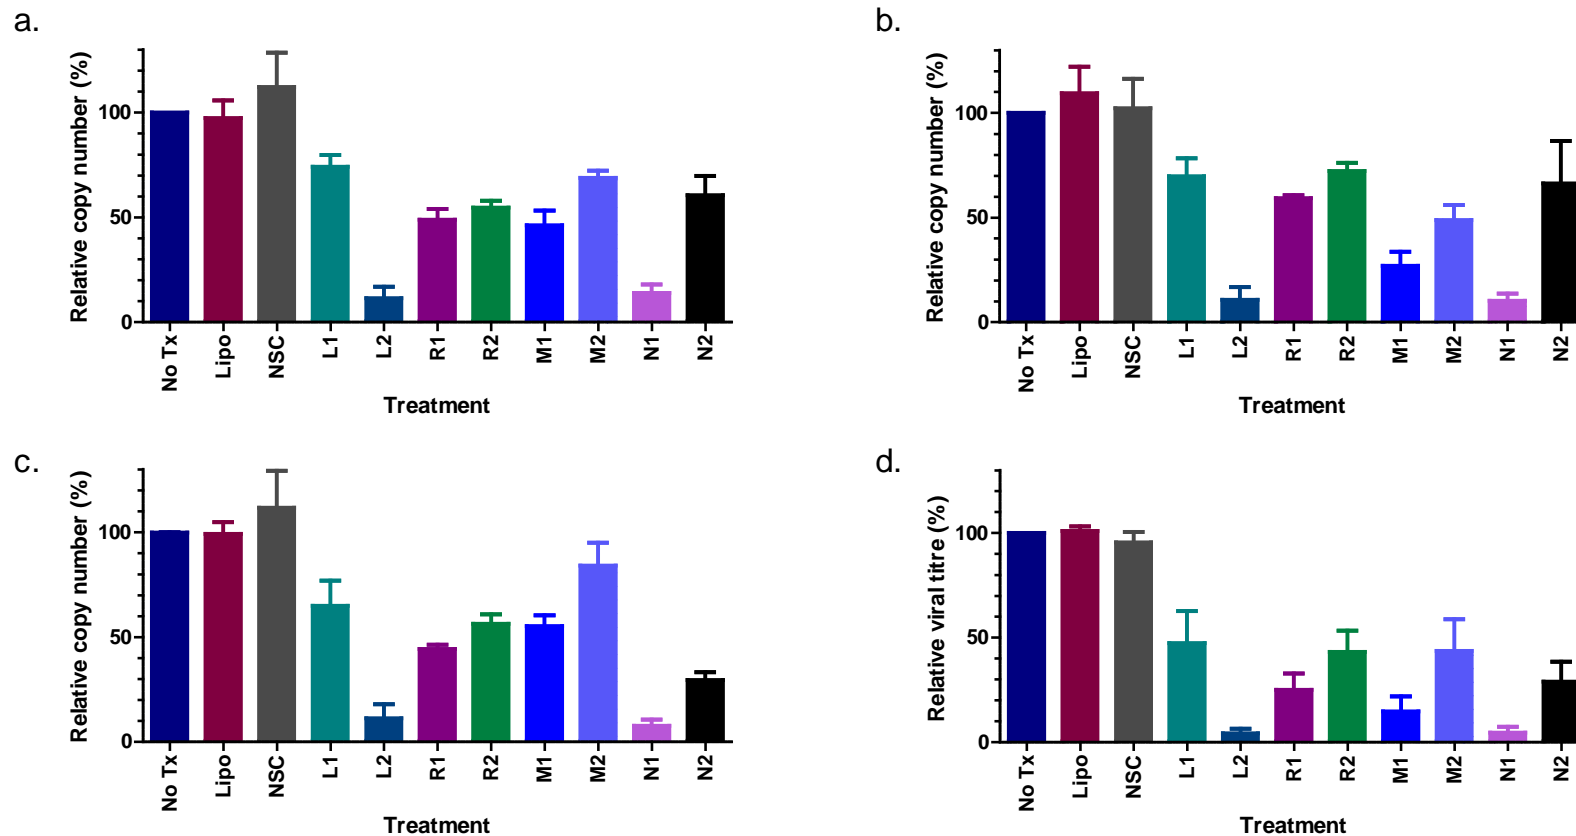 a.
Relative copy number (%)
100
50
0
No Tx
Lipo
NSC
L1
L2
R1
R2
M1
M2
N1
N2
Treatment
b.
Relative copy number (%)
100
50
0
No Tx
Lipo
NSC
L1
L2
R1
R2
M1
M2
N1
N2
Treatment
c.
Relative copy number (%)
100
50
0
No Tx
Lipo
NSC
L1
L2
R1
R2
M1
M2
N1
N2
Treatment
d.
Relative viral titre (%)
100
50
0
No Tx
Lipo
NSC
L1
L2
R1
R2
M1
M2
N1
N2
Treatment